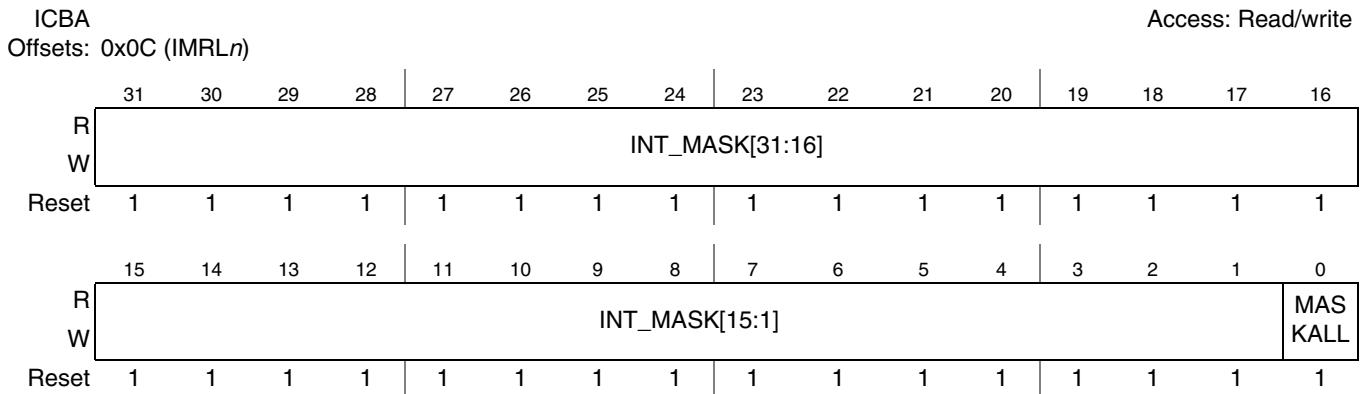 ICBA Access: Read/write
Offsets: 0x0C (IMRLn)
31 30 29 28 27 26 25 24 23 22 21 20 19 18 17 16
R
INT_MASK[31:16]
W
Reset 1 1 1 1 1 1 1 1 1 1 1 1 1 1 1 1
15 14 13 12 11 10 9 8 7 6 5 4 3 2 1 0
R
INT_MASK[15:1] MAS
W KALL
Reset 1 1 1 1 1 1 1 1 1 1 1 1 1 1 1 1